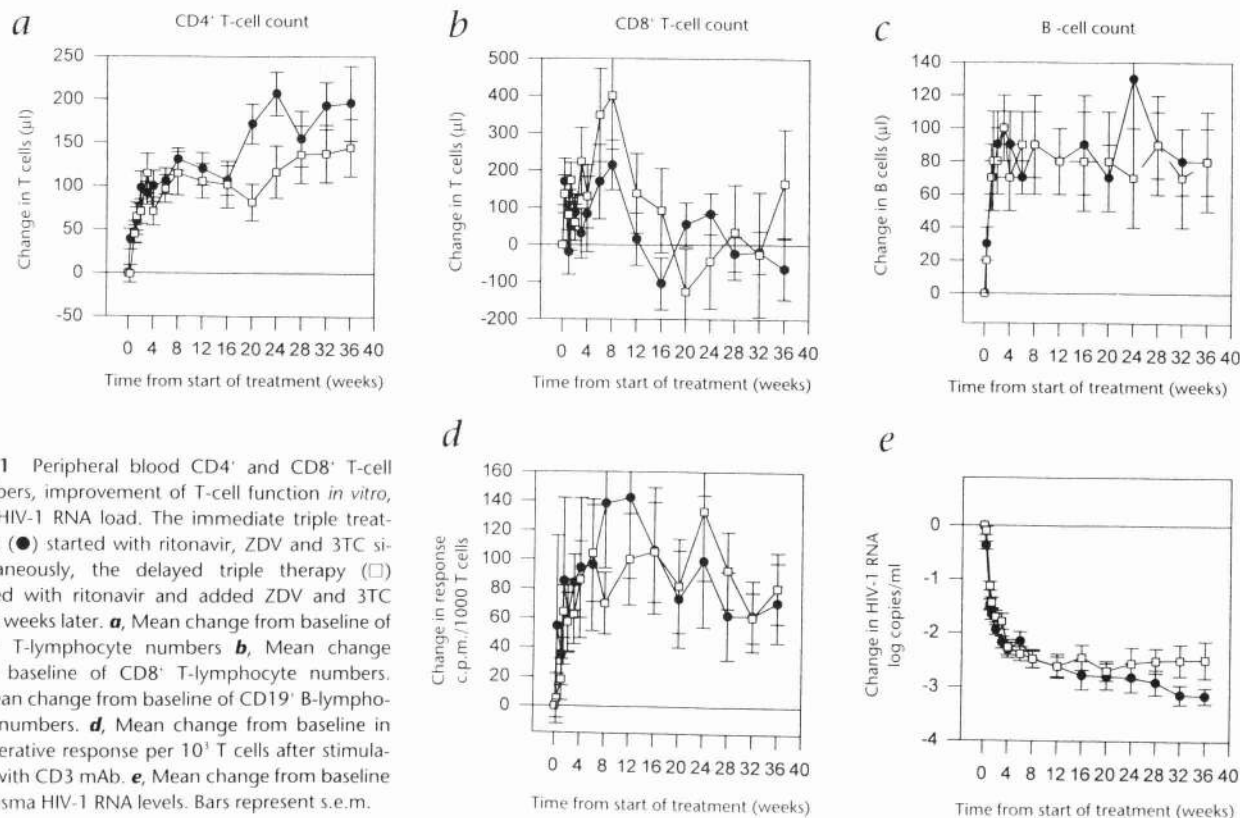 a
CD4⁺ T-cell count
250
200
150
100
50
0
-50
Change in T cells (µl)
0 4 8 12 16 20 24 28 32 36 40
Time from start of treatment (weeks)
b
CD8⁺ T-cell count
500
400
300
200
100
0
-100
-200
Change in T cells (µl)
0 4 8 12 16 20 24 28 32 36 40
Time from start of treatment (weeks)
c
B -cell count
140
120
100
80
60
40
20
0
Change in B cells (µl)
0 4 8 12 16 20 24 28 32 36 40
Time from start of treatment (weeks)
1 Peripheral blood CD4⁺ and CD8⁺ T-cell
bers, improvement of T-cell function in vitro,
HIV-1 RNA load. The immediate triple treat-
(●) started with ritonavir, ZDV and 3TC si-
aneously, the delayed triple therapy (□)
ed with ritonavir and added ZDV and 3TC
weeks later. a, Mean change from baseline of
T-lymphocyte numbers b, Mean change
baseline of CD8⁺ T-lymphocyte numbers.
ean change from baseline of CD19⁺ B-lympho-
numbers. d, Mean change from baseline in
erative response per 10³ T cells after stimula-
with CD3 mAb. e, Mean change from baseline
asma HIV-1 RNA levels. Bars represent s.e.m.
d
160
140
120
100
80
60
40
20
0
Change in response
c.p.m./1000 T cells
0 4 8 12 16 20 24 28 32 36 40
Time from start of treatment (weeks)
e
0
-1
-2
-3
-4
Change in HIV-1 RNA
log copies/ml
0 4 8 12 16 20 24 28 32 36 40
Time from start of treatment (weeks)